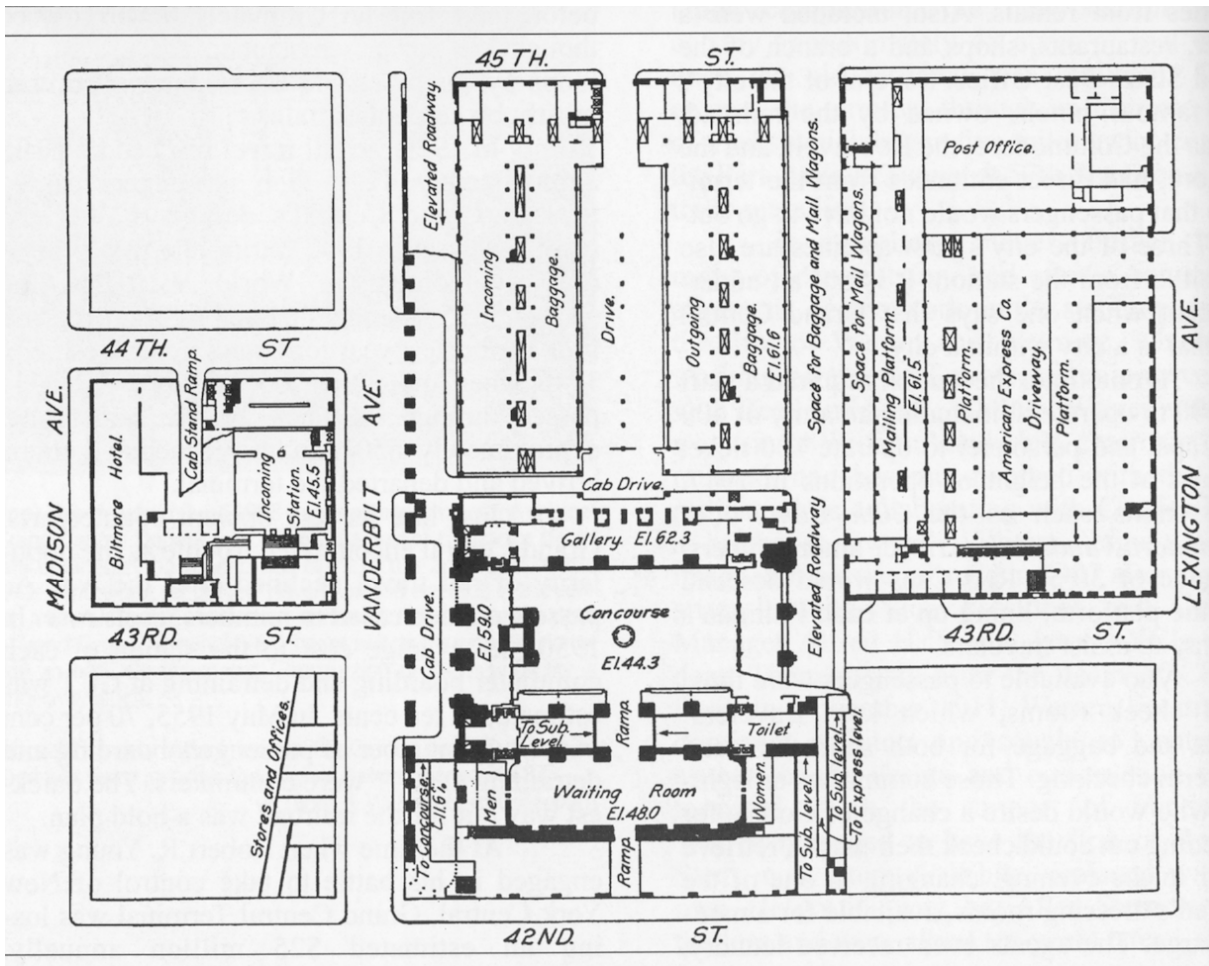 45TH. ST.
Elevated Roadway.
Incoming
Baggage.
Drive.
Outgoing
Baggage.
El.61.6
Space for Baggage and Mail Wagons.
Space for Mail Wagons.
Mailing Platform.
El.61.5
Post Office.
Platform.
American Express Co.
Driveway.
Platform.
44TH. ST.
MADISON AVE.
Biltmore Hotel.
Cab Stand Ramp.
Incoming
Station
El.45.5
VANDERBILT AVE.
43RD. ST.
Cab Drive.
Cab Drive.
Gallery. El.62.3
El.59.0
Concourse
El.44.3
Elevated Roadway
43RD. ST.
LEXINGTON AVE.
Stores and Offices.
To Sub.
Level.
Ramp.
Toilet
To Concourse.
Men.
Waiting Room
El.48.0
Women.
Ramp
To Sub. level.
To Sub level.
To Express level.
42ND. ST.